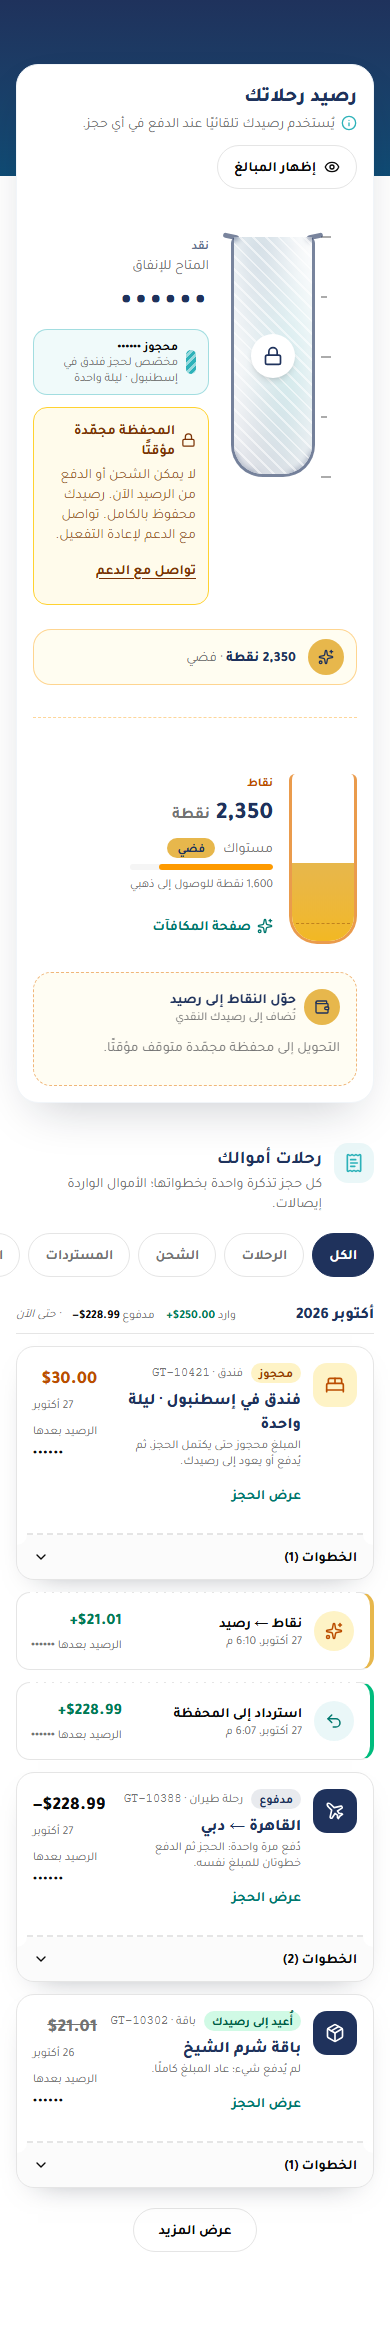 رصيد رحلاتك
يُستخدم رصيدك تلقائيًا عند الدفع في أي حجز.
إظهار المبالغ
نقد
المتاح للإنفاق
••••••
محجوز ••••••
مخصّص لحجز فندق في
إسطنبول · ليلة واحدة
المحفظة مجمّدة
مؤقتًا
لا يمكن الشحن أو الدفع
من الرصيد الآن. رصيدك
محفوظ بالكامل. تواصل
مع الدعم لإعادة التفعيل.
تواصل مع الدعم
2,350 نقطة · فضي
نقاط
2,350 نقطة
مستواك فضي
1,600 نقطة للوصول إلى ذهبي
صفحة المكافآت
حوّل النقاط إلى رصيد
تُضاف إلى رصيدك النقدي
التحويل إلى محفظة مجمّدة متوقف مؤقتًا.
رحلات أموالك
كل حجز تذكرة واحدة بخطواتها؛ الأموال الواردة
إيصالات.
الكل
الرحلات
الشحن
المستردات
أكتوبر 2026
وارد +$250.00 مدفوع −$228.99 · حتى الآن
محجوز فندق · GT-10421
$30.00
فندق في إسطنبول · ليلة
واحدة
27 أكتوبر
المبلغ محجوز حتى يكتمل الحجز، ثم
يُدفع أو يعود إلى رصيدك.
الرصيد بعدها
••••••
عرض الحجز
الخطوات (1)
نقاط ← رصيد
27 أكتوبر، 6:10 م
+$21.01
الرصيد بعدها ••••••
استرداد إلى المحفظة
27 أكتوبر، 6:07 م
+$228.99
الرصيد بعدها ••••••
مدفوع رحلة طيران · GT-10388
−$228.99
القاهرة ← دبي
27 أكتوبر
دُفع مرة واحدة: الحجز ثم الدفع
خطوتان للمبلغ نفسه.
الرصيد بعدها
••••••
عرض الحجز
الخطوات (2)
أُعيد إلى رصيدك باقة · GT-10302
$21.01
باقة شرم الشيخ
26 أكتوبر
لم يُدفع شيء؛ عاد المبلغ كاملًا.
الرصيد بعدها
••••••
عرض الحجز
الخطوات (1)
عرض المزيد